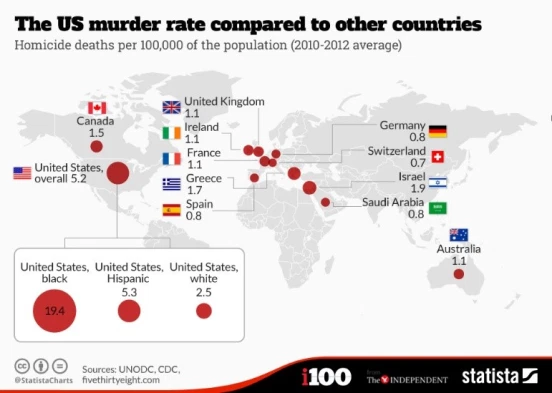 The US murder rate compared to other countries
Homicide deaths per 100,000 of the population (2010-2012 average)
Canada
1.5
United States,
overall 5.2
United Kingdom
1.1
Ireland
1.1
France
1.1
Greece
1.7
Spain
0.8
Germany
0.8
Switzerland
0.7
Israel
1.9
Saudi Arabia
0.8
Australia
1.1
United States,
black
19.4
United States,
Hispanic
5.3
United States,
white
2.5
@StatistaCharts
Sources: UNODC, CDC,
fivethirtyeight.com
i100
The INDEPENDENT
statista